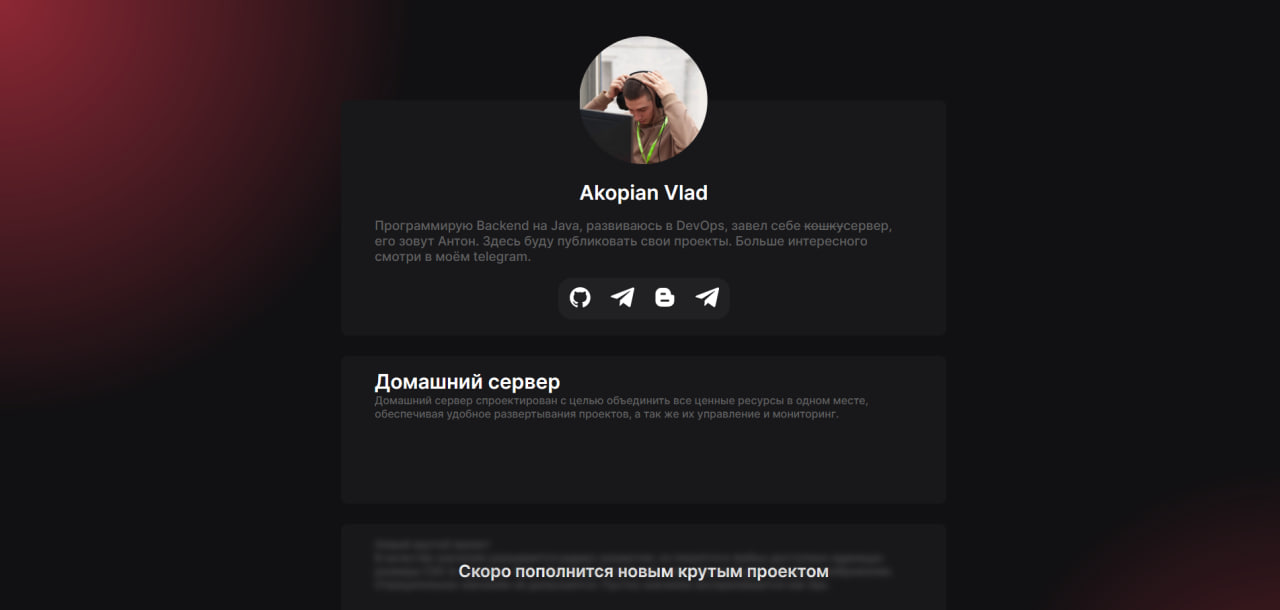 Akopian Vlad
Программирую Backend на Java, развиваюсь в DevOps, завел себе кошкусервер,
его зовут Антон. Здесь буду публиковать свои проекты. Больше интересного
смотри в моём telegram.
Домашний сервер
Домашний сервер спроектирован с целью объединить все ценные ресурсы в одном месте,
обеспечивая удобное развертывания проектов, а так же их управление и мониторинг.
Скоро пополнится новым крутым проектом